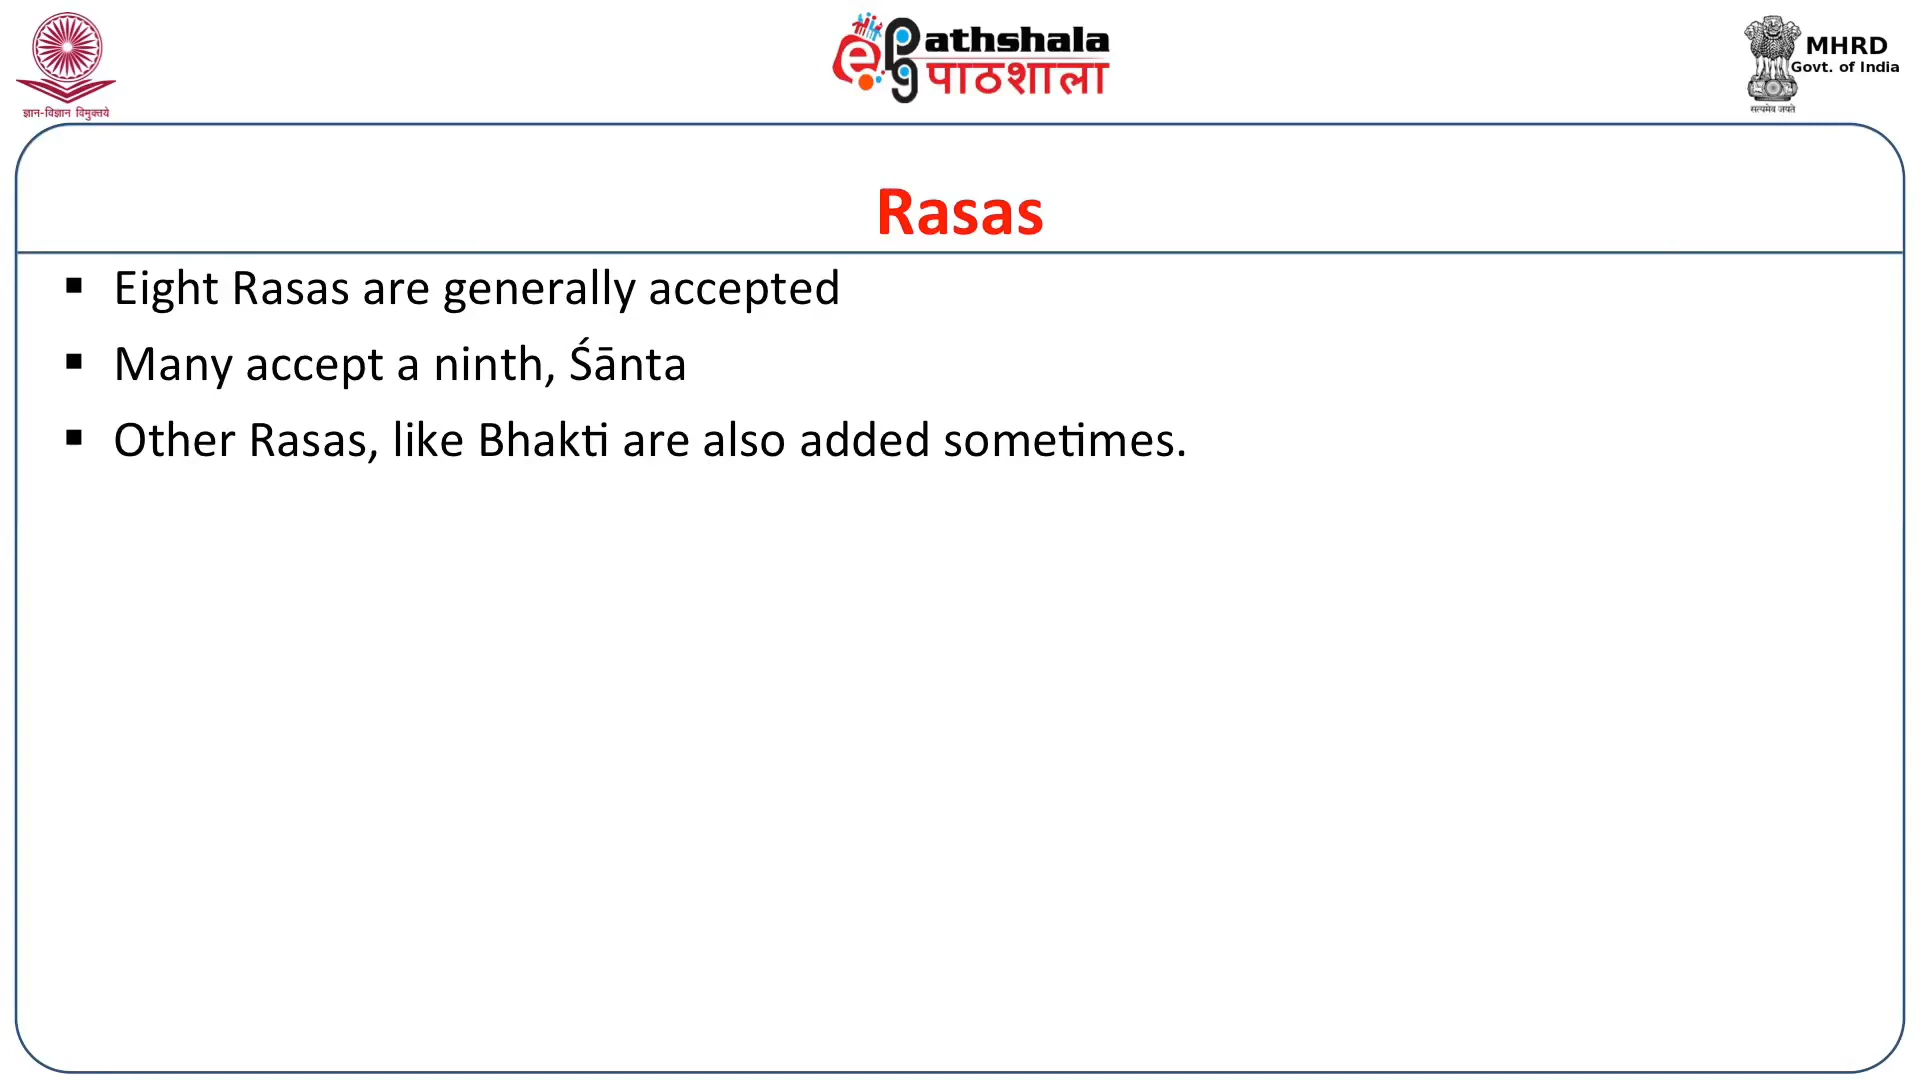 ज्ञान-विज्ञान विमुक्तये
ePathshala
पाठशाला
MHRD
Govt. of India
सत्यमेव जयते
Rasas
▪ Eight Rasas are generally accepted
▪ Many accept a ninth, Śānta
▪ Other Rasas, like Bhakti are also added sometimes.